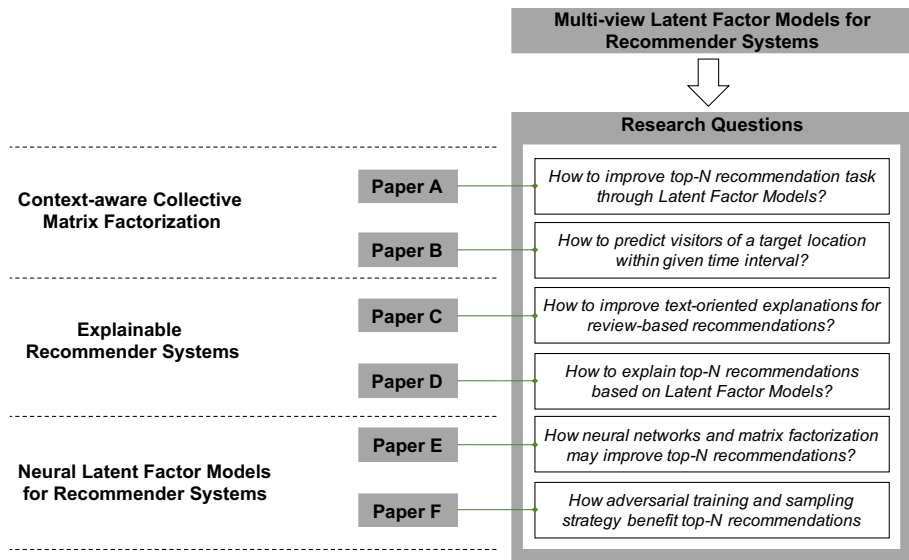 Multi-view Latent Factor Models for
Recommender Systems
Research Questions
Context-aware Collective
Matrix Factorization
Paper A
How to improve top-N recommendation task
through Latent Factor Models?
Paper B
How to predict visitors of a target location
within given time interval?
Explainable
Recommender Systems
Paper C
How to improve text-oriented explanations for
review-based recommendations?
Paper D
How to explain top-N recommendations
based on Latent Factor Models?
Neural Latent Factor Models
for Recommender Systems
Paper E
How neural networks and matrix factorization
may improve top-N recommendations?
Paper F
How adversarial training and sampling
strategy benefit top-N recommendations